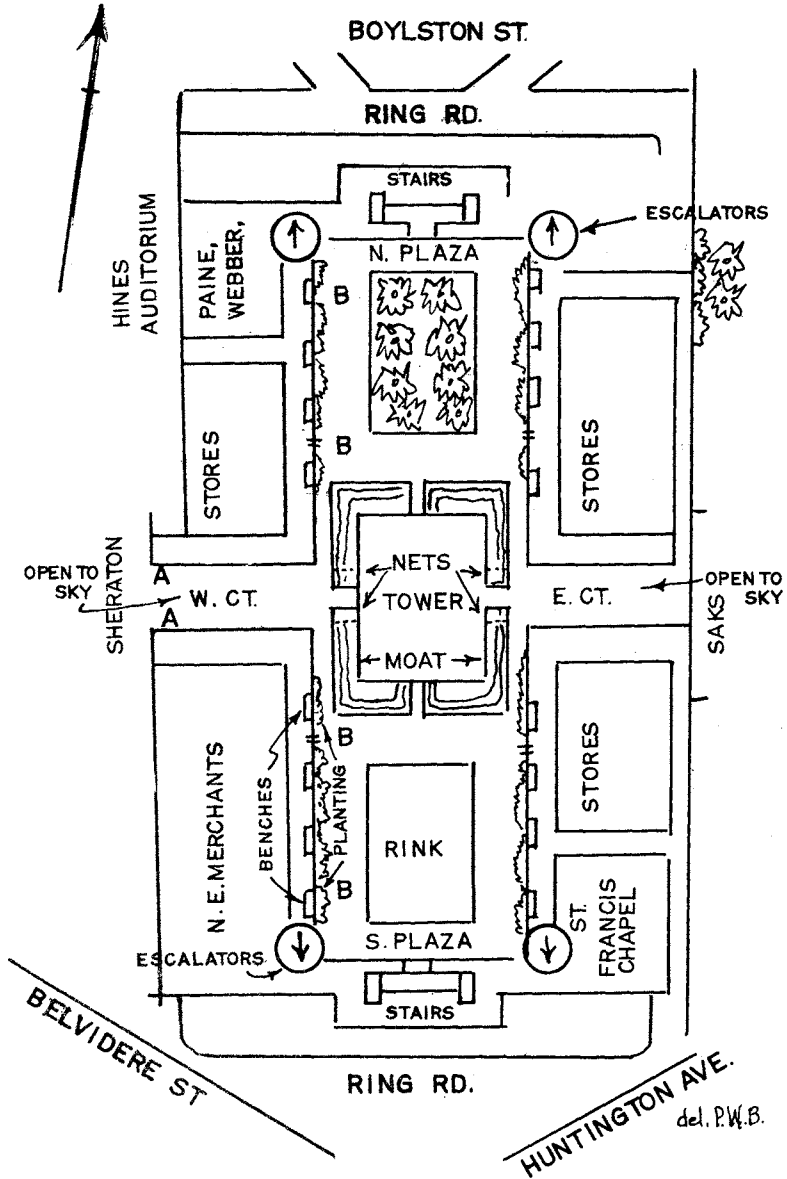 BOYLSTON ST.
RING RD.
STAIRS
ESCALATORS
N. PLAZA
HINES
AUDITORIUM
PAINE,
WEBBER,
B
B
STORES
STORES
NETS
TOWER
MOAT
OPEN TO
SKY
SHERATON
A
W. CT.
A
E. CT.
OPEN TO
SKY
SAKS
N. E. MERCHANTS
BENCHES
B
PLANTING
B
RINK
STORES
S. PLAZA
ST.
FRANCIS
CHAPEL
ESCALATORS
STAIRS
BELVIDERE ST
RING RD.
HUNTINGTON AVE.
del. P.W.B.